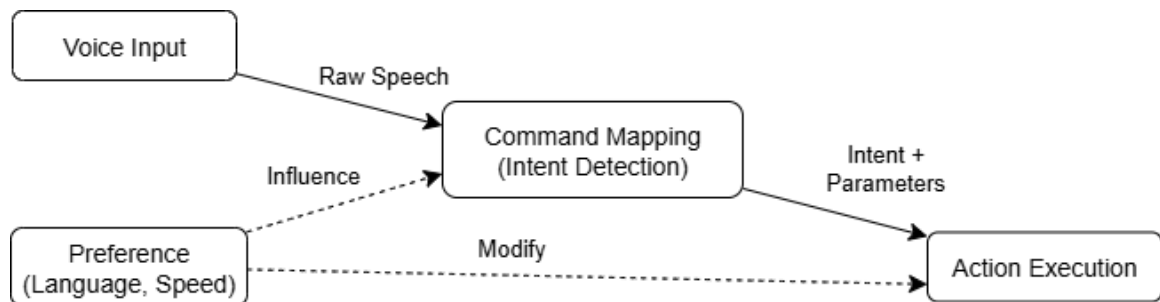 Voice Input
Raw Speech
Command Mapping
(Intent Detection)
Intent +
Parameters
Influence
Preference
(Language, Speed)
Modify
Action Execution